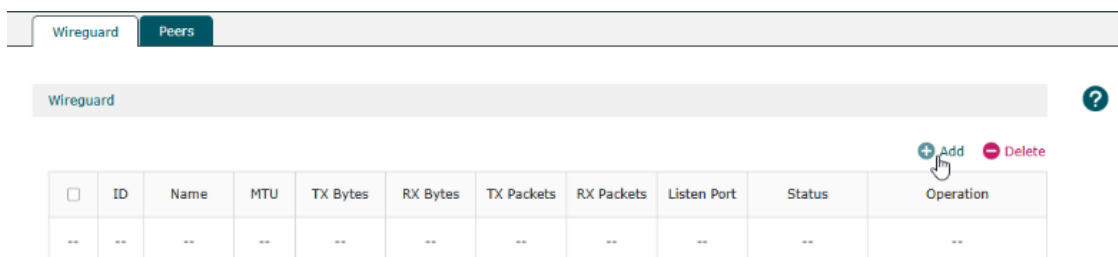 Wireguard Peers
Wireguard
?
Add Delete
ID Name MTU TX Bytes RX Bytes TX Packets RX Packets Listen Port Status Operation
-- -- -- -- -- -- -- -- -- -- --